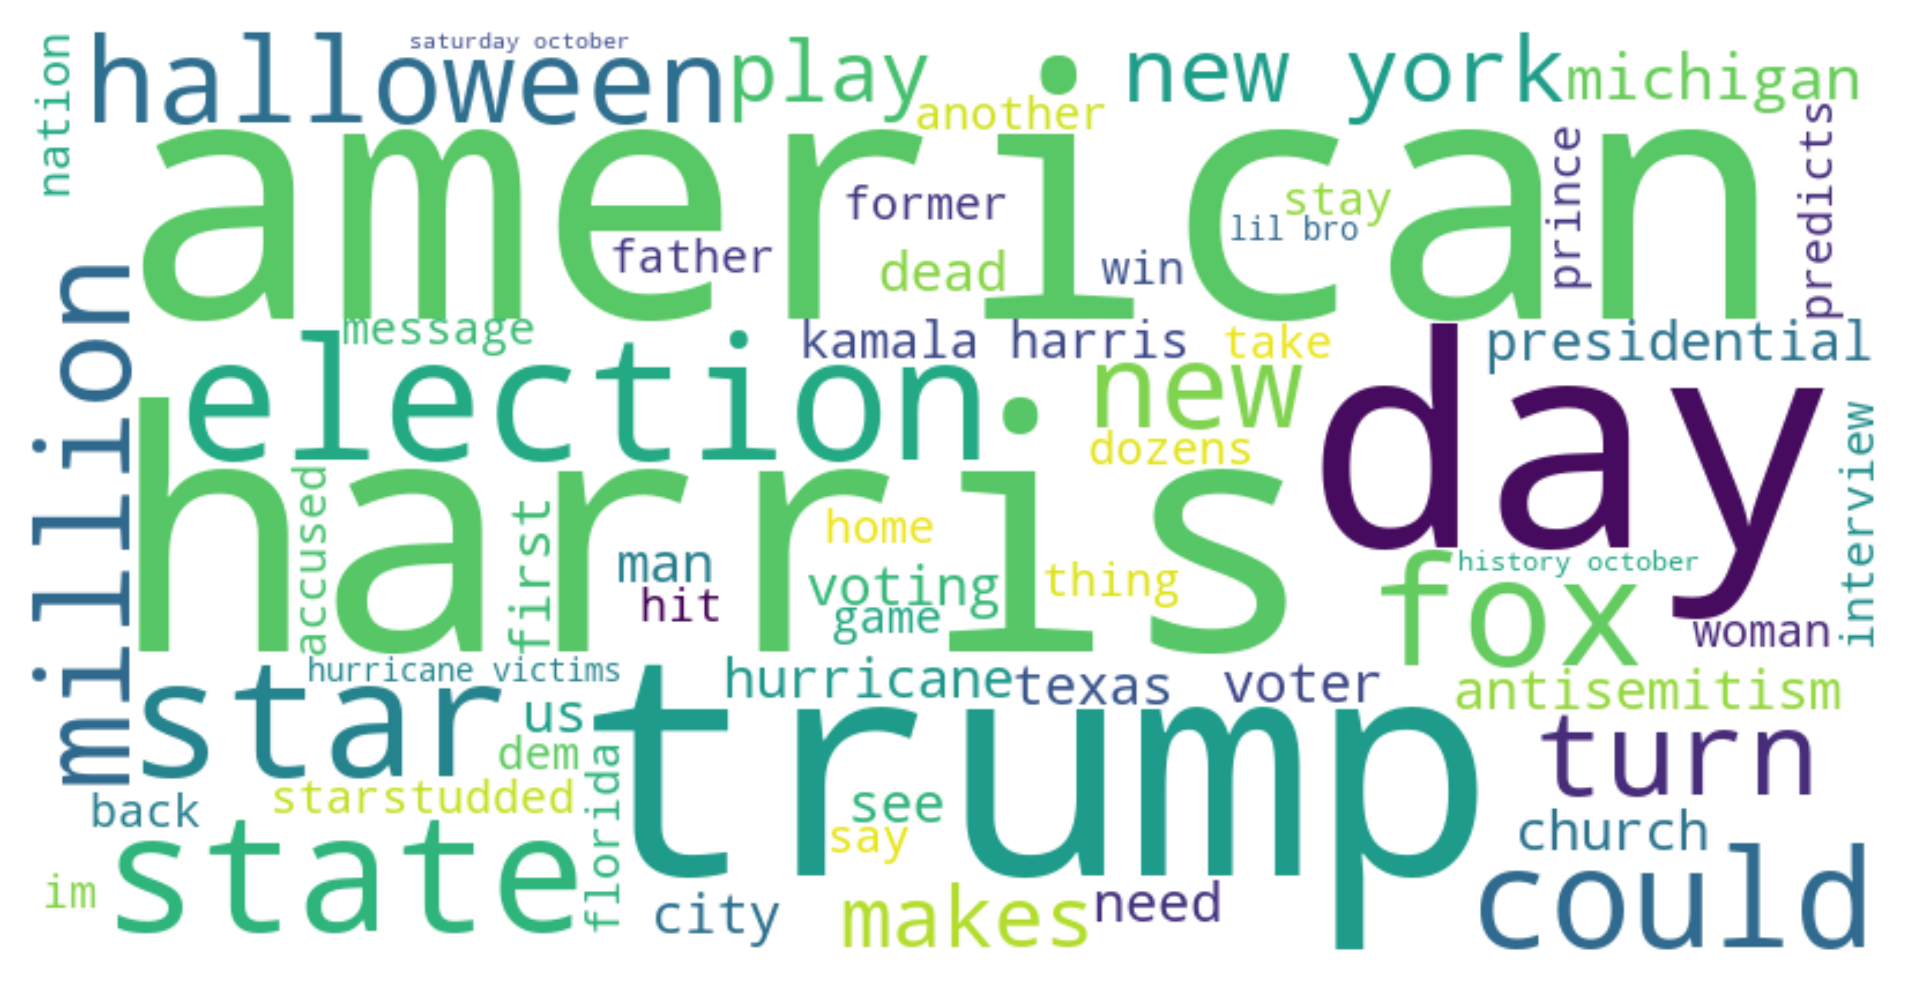 saturday october
nation
halloween
play
new york
michigan
another
american
former
stay
lil bro
prince
predicts
father
dead
win
million
message
kamala harris
take
presidential
election
new
day
dozens
harris
interview
accused
first
home
man
voting
thing
history october
hit
game
fox
woman
hurricane victims
hurricane
texas
voter
antisemitism
star
us
trump
turn
dem
florida
back
starstudded
see
say
church
state
im
city
makes
need
could